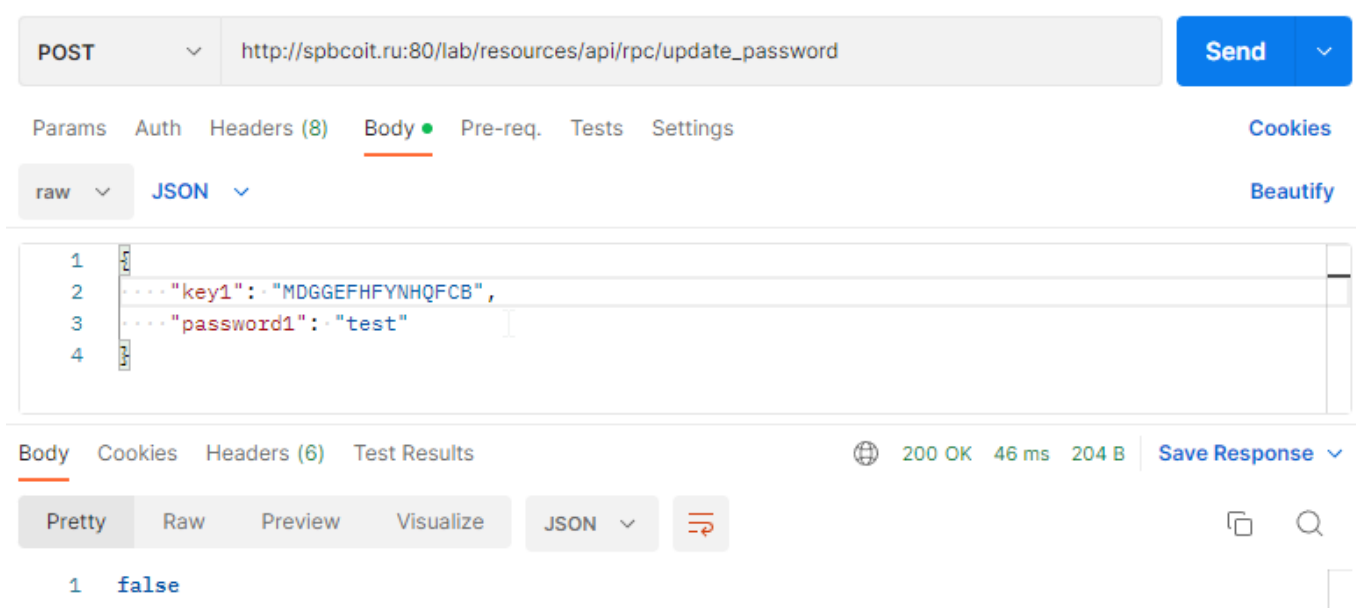 POST http://spbcoit.ru:80/lab/resources/api/rpc/update_password Send
Params Auth Headers (8) Body Pre-req. Tests Settings Cookies
raw JSON Beautify
1 {
2 "key1": "MDGGEFHFYNHQFCB",
3 "password1": "test"
4 }
Body Cookies Headers (6) Test Results 200 OK 46 ms 204 B Save Response
Pretty Raw Preview Visualize JSON
1 false